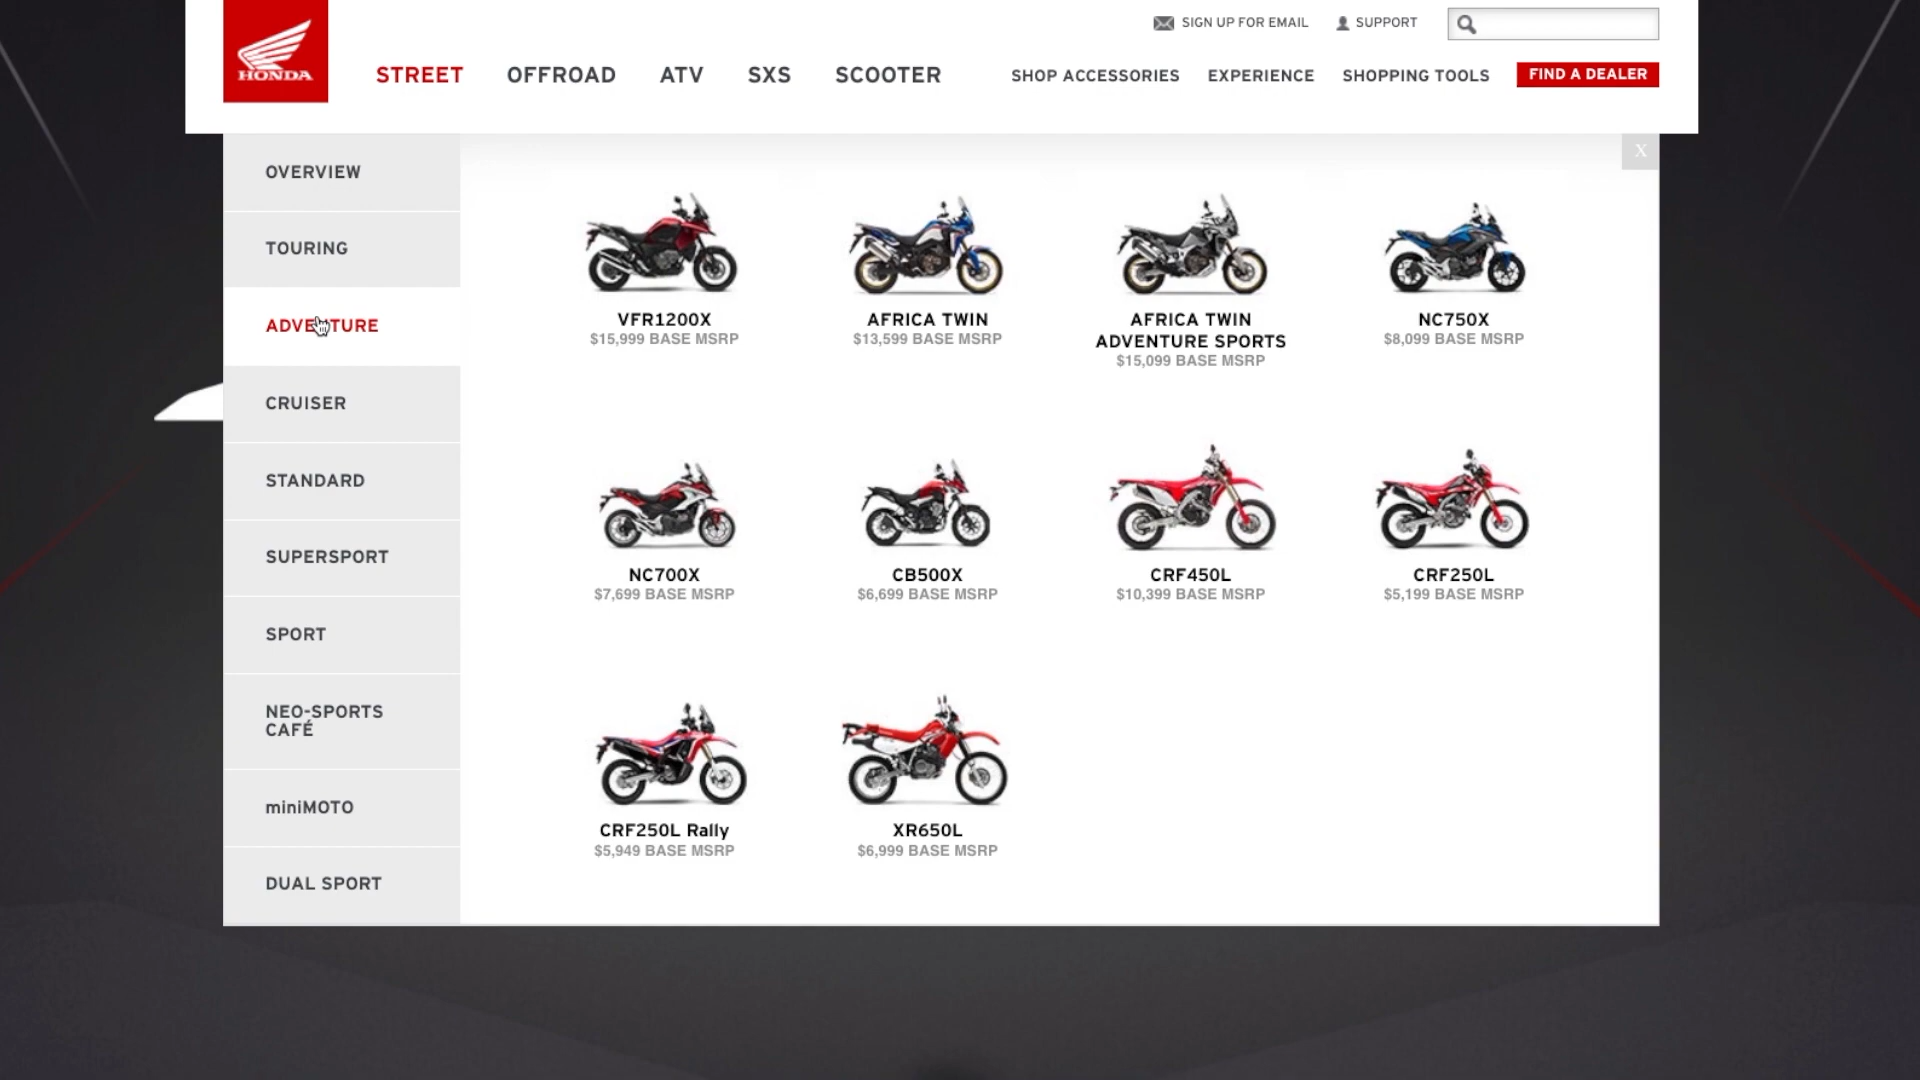 HONDA
SIGN UP FOR EMAIL
SUPPORT
STREET
OFFROAD
ATV
SXS
SCOOTER
SHOP ACCESSORIES
EXPERIENCE
SHOPPING TOOLS
FIND A DEALER
X
OVERVIEW
TOURING
ADVENTURE
CRUISER
STANDARD
SUPERSPORT
SPORT
NEO-SPORTS
CAFÉ
miniMOTO
DUAL SPORT
VFR1200X
$15,999 BASE MSRP
AFRICA TWIN
$13,599 BASE MSRP
AFRICA TWIN
ADVENTURE SPORTS
$15,099 BASE MSRP
NC750X
$8,099 BASE MSRP
NC700X
$7,699 BASE MSRP
CB500X
$6,699 BASE MSRP
CRF450L
$10,399 BASE MSRP
CRF250L
$5,199 BASE MSRP
CRF250L Rally
$5,949 BASE MSRP
XR650L
$6,999 BASE MSRP